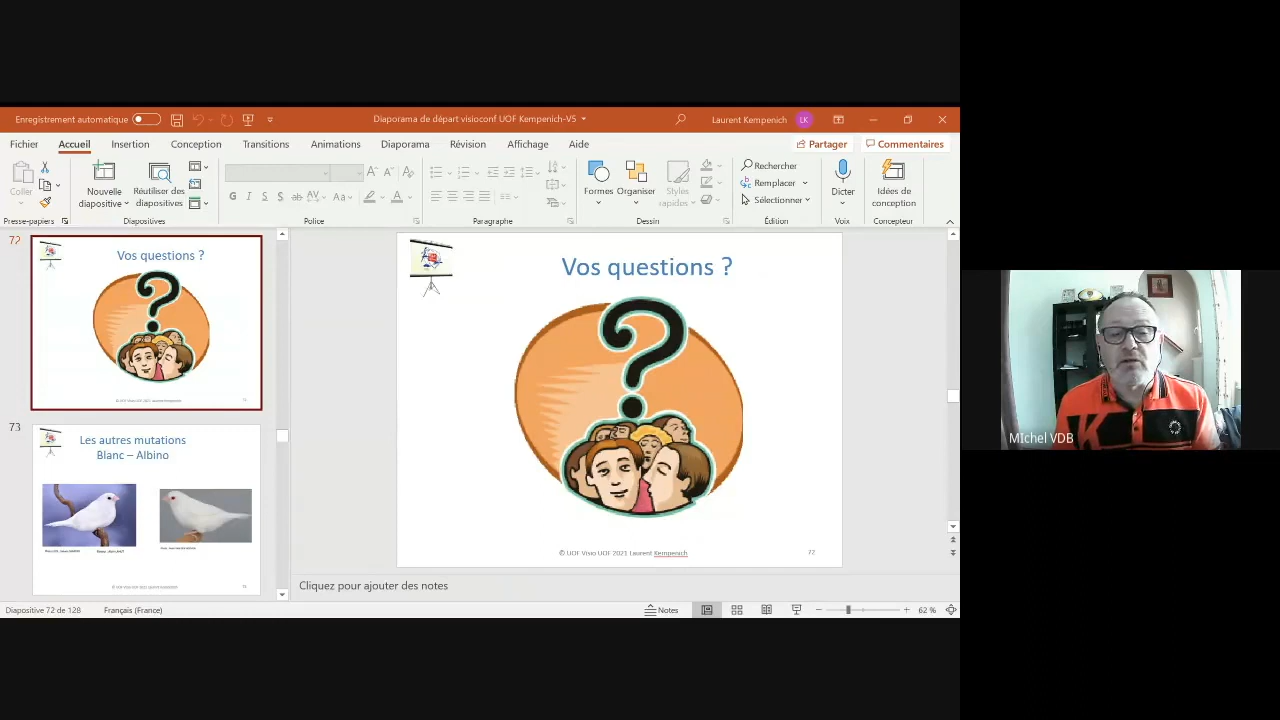 Enregistrement automatique
Diaporama de départ visioconf UOF Kempenich-V5
Laurent Kempenich
LK
Fichier
Accueil
Insertion
Conception
Transitions
Animations
Diaporama
Révision
Affichage
Aide
Partager
Commentaires
Coller
Nouvelle
diapositive
Réutiliser des
diapositives
G I S S ab AV Aa A
Formes
Organiser
Styles
rapides
Rechercher
Remplacer
Sélectionner
Dicter
Idées de
conception
Presse-papiers
Diapositives
Police
Paragraphe
Dessin
Édition
Voix
Concepteur
72
Vos questions ?
73
Les autres mutations
Blanc – Albino
Vos questions ?
© UOF Visio UOF 2021 Laurent Kempenich
72
Cliquez pour ajouter des notes
Diapositive 72 de 128
Français (France)
Notes
62 %
MIchel VDB